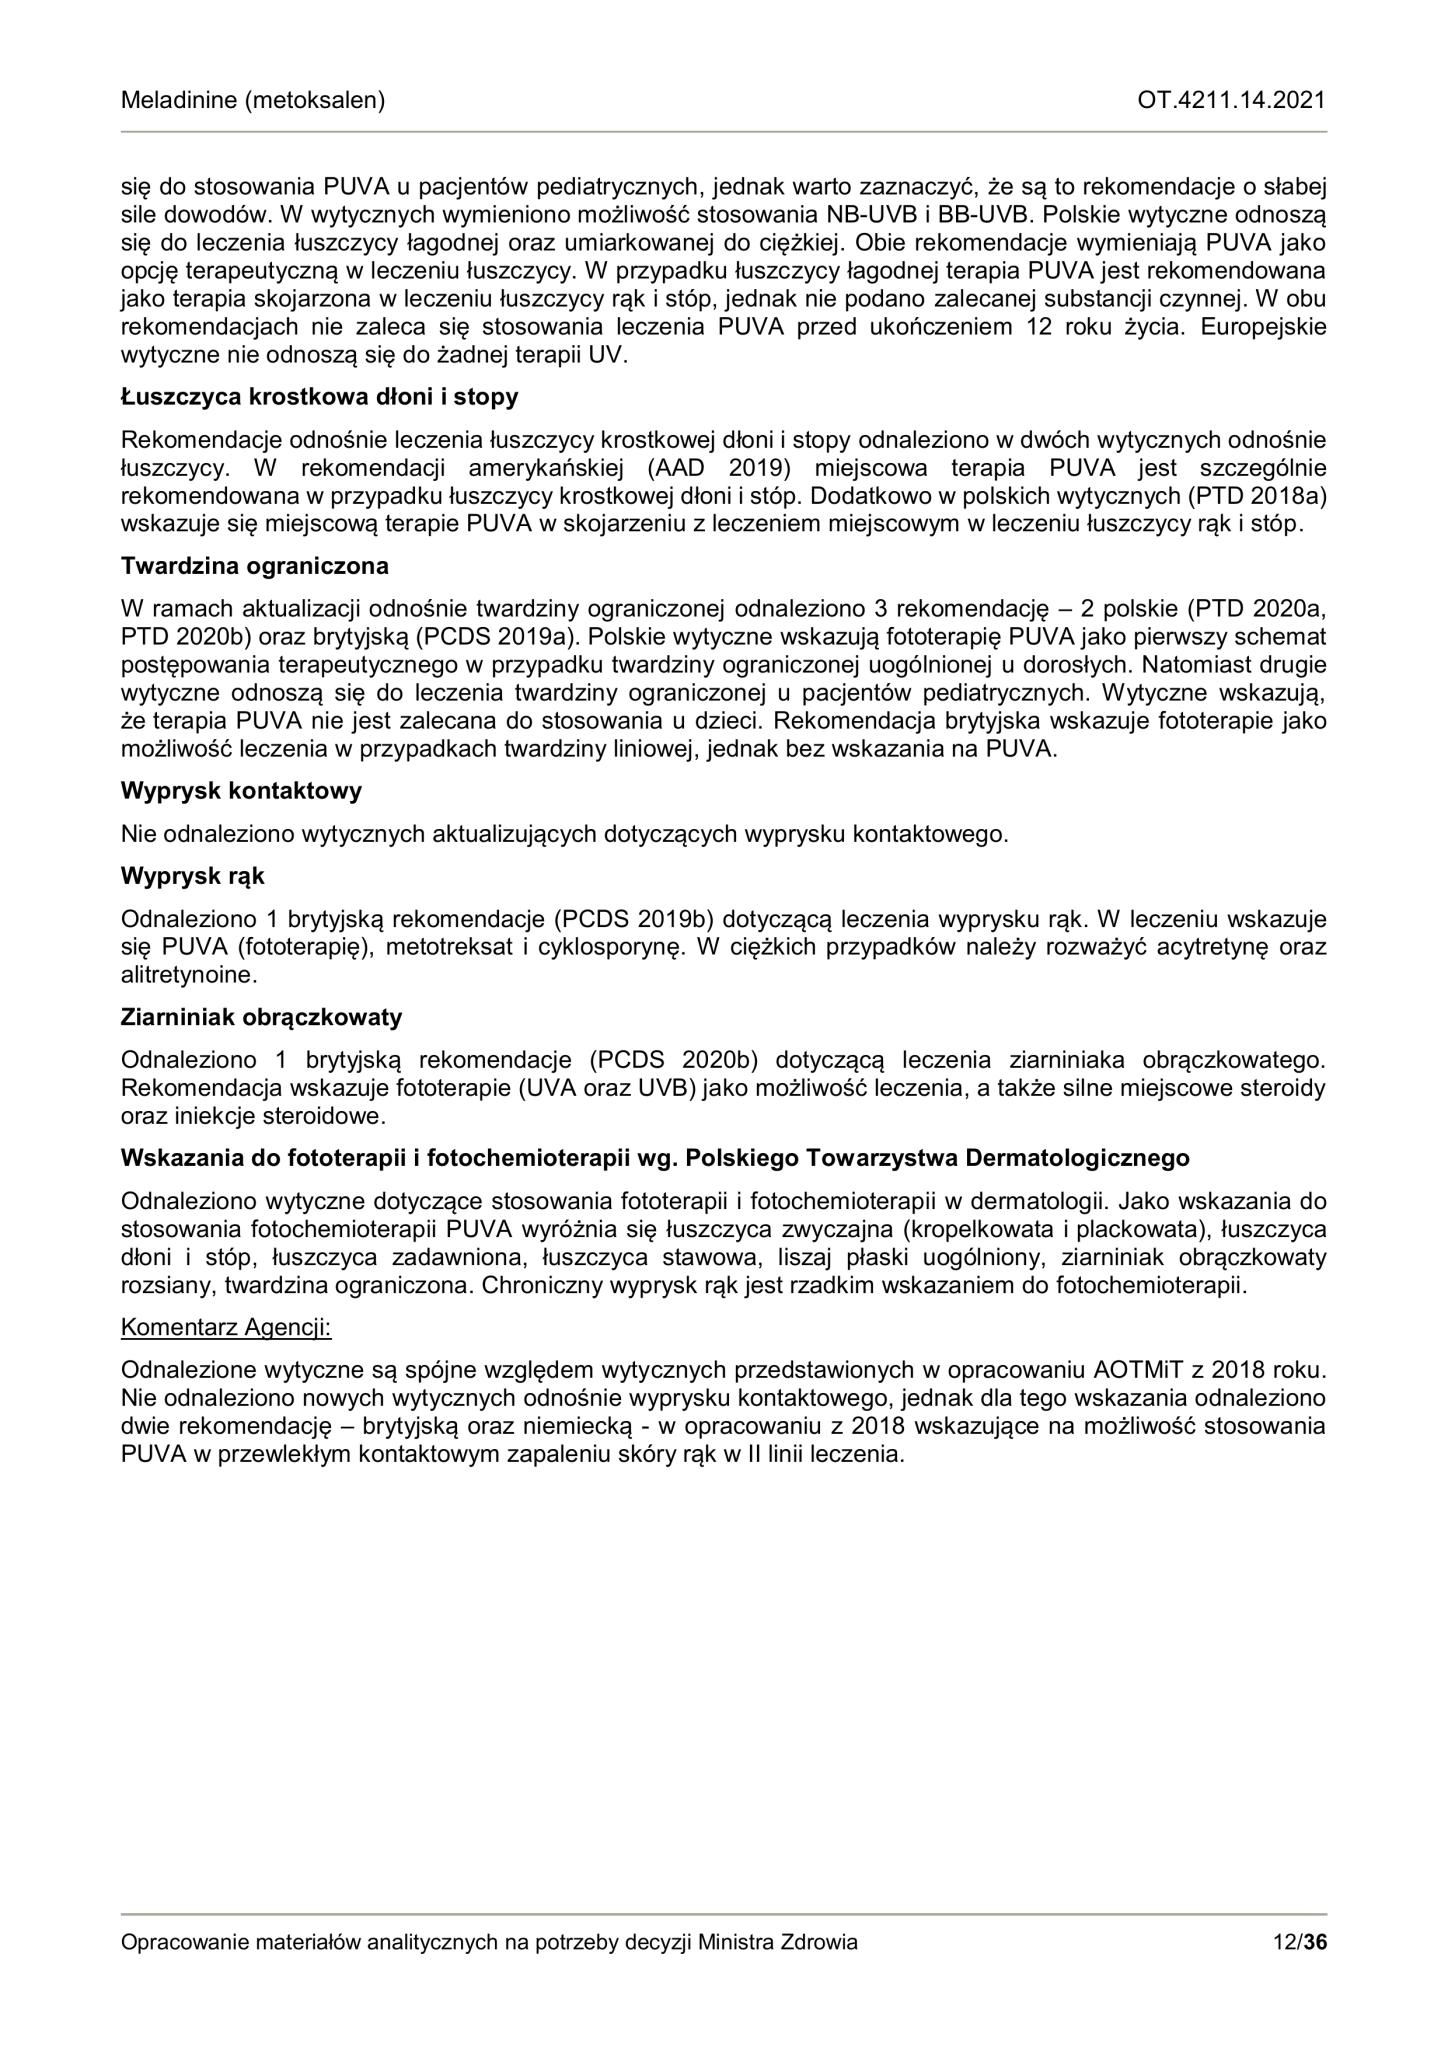 Meladinine (metoksalen) OT.4211.14.2021
się do stosowania PUVA u pacjentów pediatrycznych, jednak warto zaznaczyć, że są to rekomendacje o słabej
sile dowodów. W wytycznych wymieniono możliwość stosowania NB-UVB i BB-UVB. Polskie wytyczne odnoszą
się do leczenia łuszczycy łagodnej oraz umiarkowanej do ciężkiej. Obie rekomendacje wymieniają PUVA jako
opcję terapeutyczną w leczeniu łuszczycy. W przypadku łuszczycy łagodnej terapia PUVA jest rekomendowana
jako terapia skojarzona w leczeniu łuszczycy rąk i stóp, jednak nie podano zalecanej substancji czynnej. W obu
rekomendacjach nie zaleca się stosowania leczenia PUVA przed ukończeniem 12 roku życia. Europejskie
wytyczne nie odnoszą się do żadnej terapii UV.
Łuszczyca krostkowa dłoni i stopy
Rekomendacje odnośnie leczenia łuszczycy krostkowej dłoni i stopy odnaleziono w dwóch wytycznych odnośnie
łuszczycy. W rekomendacji amerykańskiej (AAD 2019) miejscowa terapia PUVA jest szczególnie
rekomendowana w przypadku łuszczycy krostkowej dłoni i stóp. Dodatkowo w polskich wytycznych (PTD 2018a)
wskazuje się miejscową terapie PUVA w skojarzeniu z leczeniem miejscowym w leczeniu łuszczycy rąk i stóp.
Twardzina ograniczona
W ramach aktualizacji odnośnie twardziny ograniczonej odnaleziono 3 rekomendację – 2 polskie (PTD 2020a,
PTD 2020b) oraz brytyjską (PCDS 2019a). Polskie wytyczne wskazują fototerapię PUVA jako pierwszy schemat
postępowania terapeutycznego w przypadku twardziny ograniczonej uogólnionej u dorosłych. Natomiast drugie
wytyczne odnoszą się do leczenia twardziny ograniczonej u pacjentów pediatrycznych. Wytyczne wskazują,
że terapia PUVA nie jest zalecana do stosowania u dzieci. Rekomendacja brytyjska wskazuje fototerapie jako
możliwość leczenia w przypadkach twardziny liniowej, jednak bez wskazania na PUVA.
Wyprysk kontaktowy
Nie odnaleziono wytycznych aktualizujących dotyczących wyprysku kontaktowego.
Wyprysk rąk
Odnaleziono 1 brytyjską rekomendacje (PCDS 2019b) dotyczącą leczenia wyprysku rąk. W leczeniu wskazuje
się PUVA (fototerapię), metotreksat i cyklosporynę. W ciężkich przypadków należy rozważyć acytretynę oraz
alitretynoine.
Ziarniniak obrączkowaty
Odnaleziono 1 brytyjską rekomendacje (PCDS 2020b) dotyczącą leczenia ziarniniaka obrączkowatego.
Rekomendacja wskazuje fototerapie (UVA oraz UVB) jako możliwość leczenia, a także silne miejscowe steroidy
oraz iniekcje steroidowe.
Wskazania do fototerapii i fotochemioterapii wg. Polskiego Towarzystwa Dermatologicznego
Odnaleziono wytyczne dotyczące stosowania fototerapii i fotochemioterapii w dermatologii. Jako wskazania do
stosowania fotochemioterapii PUVA wyróżnia się łuszczyca zwyczajna (kropelkowata i plackowata), łuszczyca
dłoni i stóp, łuszczyca zadawniona, łuszczyca stawowa, liszaj płaski uogólniony, ziarniniak obrączkowaty
rozsiany, twardzina ograniczona. Chroniczny wyprysk rąk jest rzadkim wskazaniem do fotochemioterapii.
Komentarz Agencji:
Odnalezione wytyczne są spójne względem wytycznych przedstawionych w opracowaniu AOTMiT z 2018 roku.
Nie odnaleziono nowych wytycznych odnośnie wyprysku kontaktowego, jednak dla tego wskazania odnaleziono
dwie rekomendację – brytyjską oraz niemiecką - w opracowaniu z 2018 wskazujące na możliwość stosowania
PUVA w przewlekłym kontaktowym zapaleniu skóry rąk w II linii leczenia.
Opracowanie materiałów analitycznych na potrzeby decyzji Ministra Zdrowia 12/36